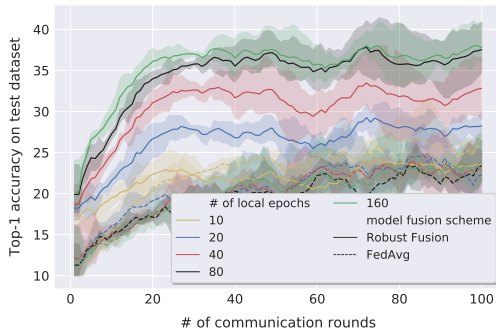 Top-1 accuracy on test dataset
40
35
30
25
20
15
10
# of local epochs
10
20
40
80
160
model fusion scheme
Robust Fusion
FedAvg
0 20 40 60 80 100
# of communication rounds